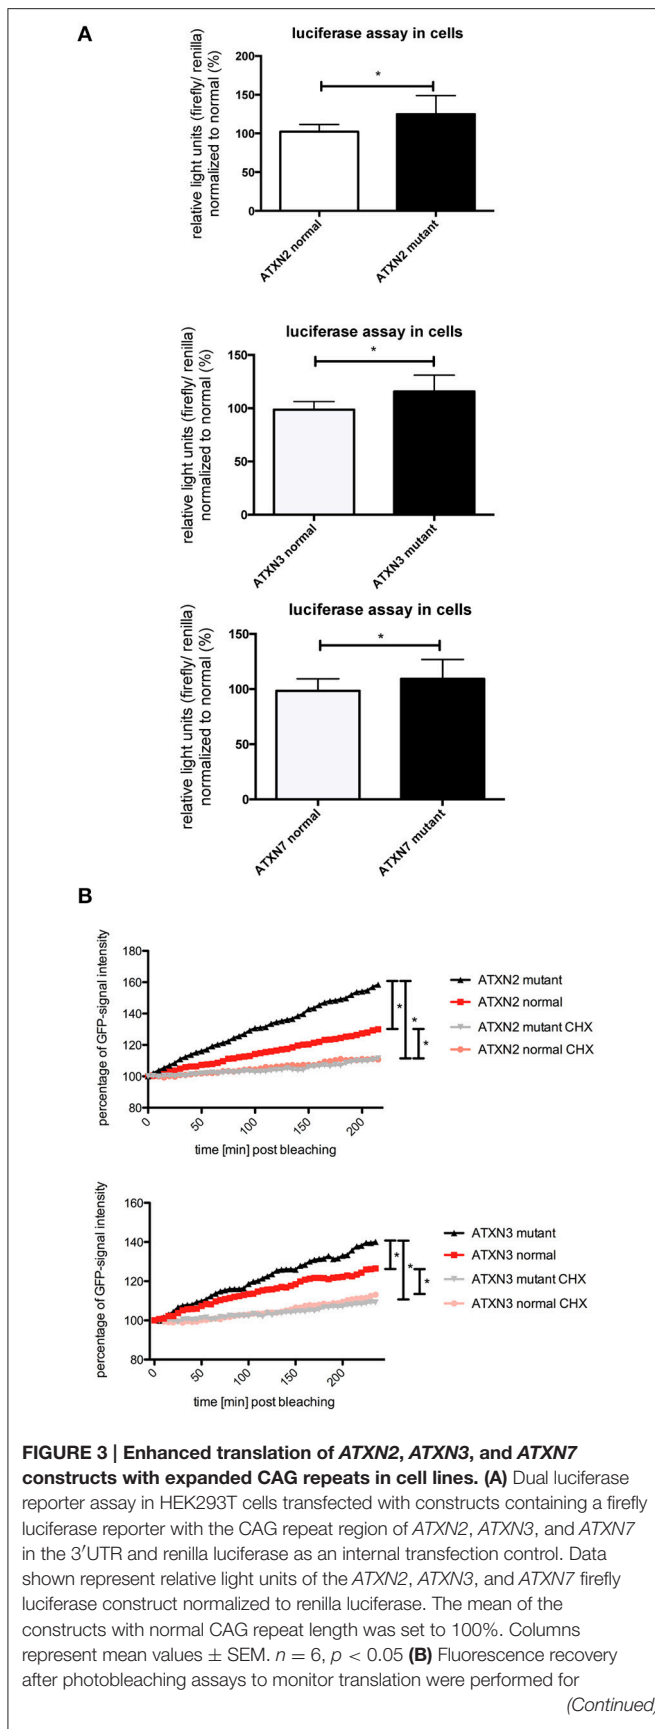 A
luciferase assay in cells
relative light units (firefly/ renilla)
normalized to normal (%)
200
150
100
50
0
*
ATXN2 normal
ATXN2 mutant
luciferase assay in cells
relative light units (firefly/ renilla)
normalized to normal (%)
150
100
50
0
*
ATXN3 normal
ATXN3 mutant
luciferase assay in cells
relative light units (firefly/ renilla)
normalized to normal (%)
150
100
50
0
*
ATXN7 normal
ATXN7 mutant
B
percentage of GFP-signal intensity
180
160
140
120
100
80
0
50
100
150
200
time [min] post bleaching
*
*
*
ATXN2 mutant
ATXN2 normal
ATXN2 mutant CHX
ATXN2 normal CHX
percentage of GFP-signal intensity
160
140
120
100
80
0
50
100
150
200
time [min] post bleaching
*
*
*
ATXN3 mutant
ATXN3 normal
ATXN3 mutant CHX
ATXN3 normal CHX
FIGURE 3 | Enhanced translation of ATXN2, ATXN3, and ATXN7
constructs with expanded CAG repeats in cell lines. (A) Dual luciferase
reporter assay in HEK293T cells transfected with constructs containing a firefly
luciferase reporter with the CAG repeat region of ATXN2, ATXN3, and ATXN7
in the 3′UTR and renilla luciferase as an internal transfection control. Data
shown represent relative light units of the ATXN2, ATXN3, and ATXN7 firefly
luciferase construct normalized to renilla luciferase. The mean of the
constructs with normal CAG repeat length was set to 100%. Columns
represent mean values ± SEM. n = 6, p < 0.05 (B) Fluorescence recovery
after photobleaching assays to monitor translation were performed for
(Continued)